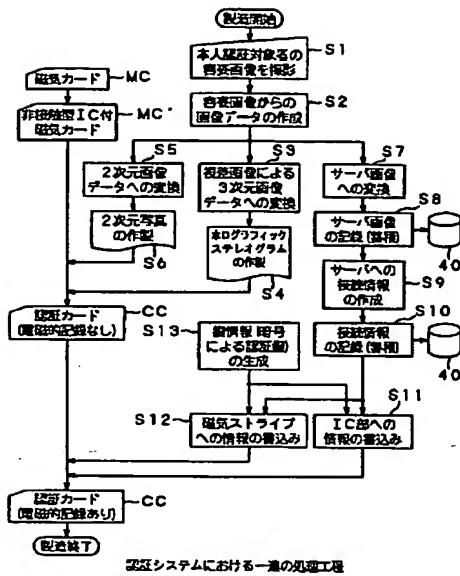 製造開始
S1
本人認証対象者の
容姿画像を撮影
磁気カード
MC
S2
容姿画像からの
画像データの作成
非接触型IC付
磁気カード
MC'
S5
2次元画像
データへの変換
S3
視差画像による
3次元画像
データへの変換
S7
サーバ画像
への変換
S8
サーバ画像
の記録(蓄積)
40
2次元写真
の作製
S6
ホログラフィック
ステレオグラム
の作製
S4
S9
サーバへの
接続情報
の作成
S10
認証カード
(電磁的記録なし)
CC
S13
鍵情報(暗号
による認証鍵)
の生成
接続情報
の記録(蓄積)
40
S12
磁気ストライプ
への情報の書込み
S11
IC部への
情報の書込み
認証カード
(電磁的記録あり)
CC
製造終了
認証システムにおける一連の処理工程